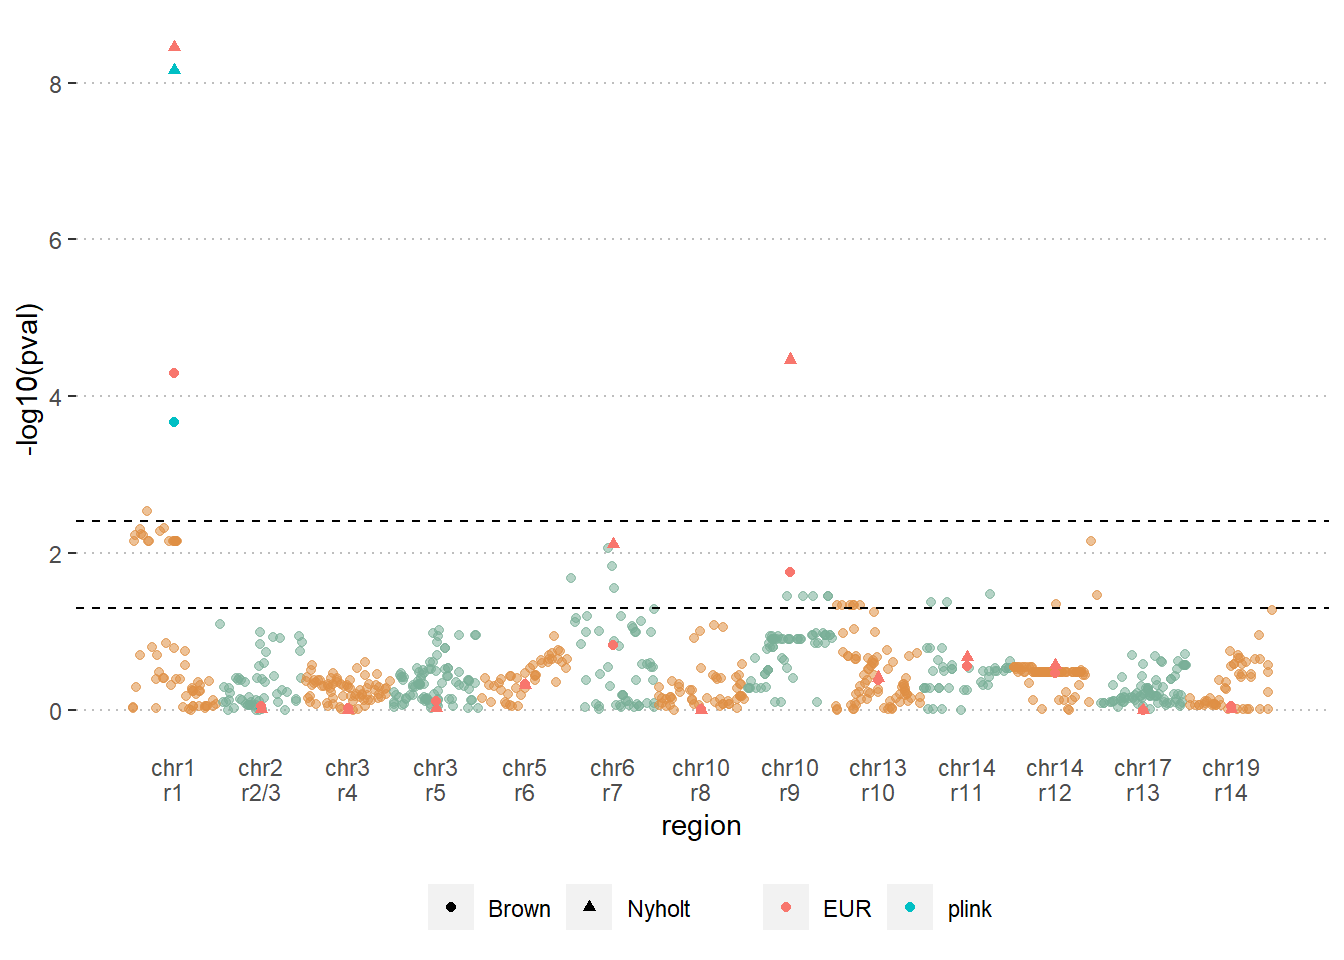 8
6
4
2
0
-log10(pval)
chr1 chr2 chr3 chr3 chr5 chr6 chr10 chr10 chr13 chr14 chr14 chr17 chr19
r1 r2/3 r4 r5 r6 r7 r8 r9 r10 r11 r12 r13 r14
region
Brown Nyholt EUR plink